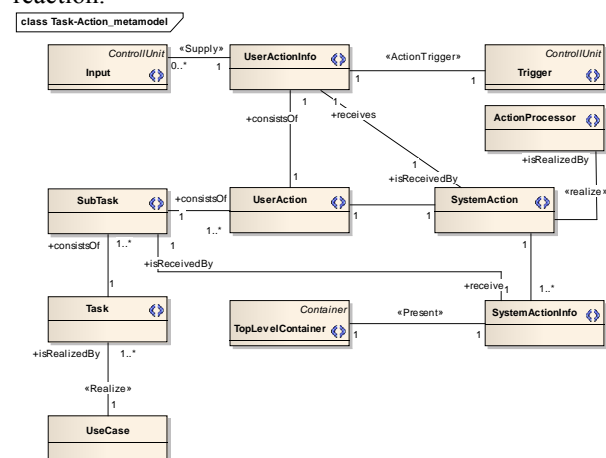 reaction.
class Task-Action_metamodel
ControllUnit
Input
«Supply»
0..*
1
UserActionInfo
«ActionTrigger»
1
1
ControllUnit
Trigger
1
+consistsOf
1
+receives
ActionProcessor
+isRealizedBy
1
+isReceivedBy
1
«realize»
SubTask
+consistsOf
1
1..*
UserAction
1
1
SystemAction
+consistsOf
1..*
1
+isReceivedBy
1
1
+receive
1
1..*
Task
Container
TopLevelContainer
«Present»
1
1
SystemActionInfo
+isRealizedBy
1..*
«Realize»
1
UseCase